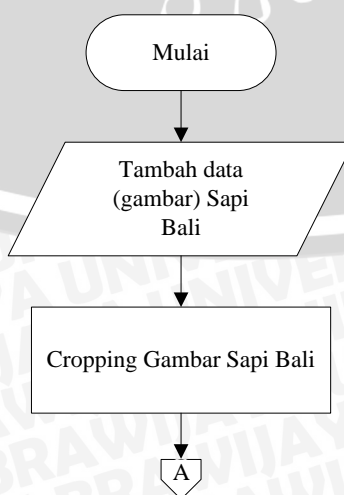 Mulai
Tambah data
(gambar) Sapi
Bali
Cropping Gambar Sapi Bali
A